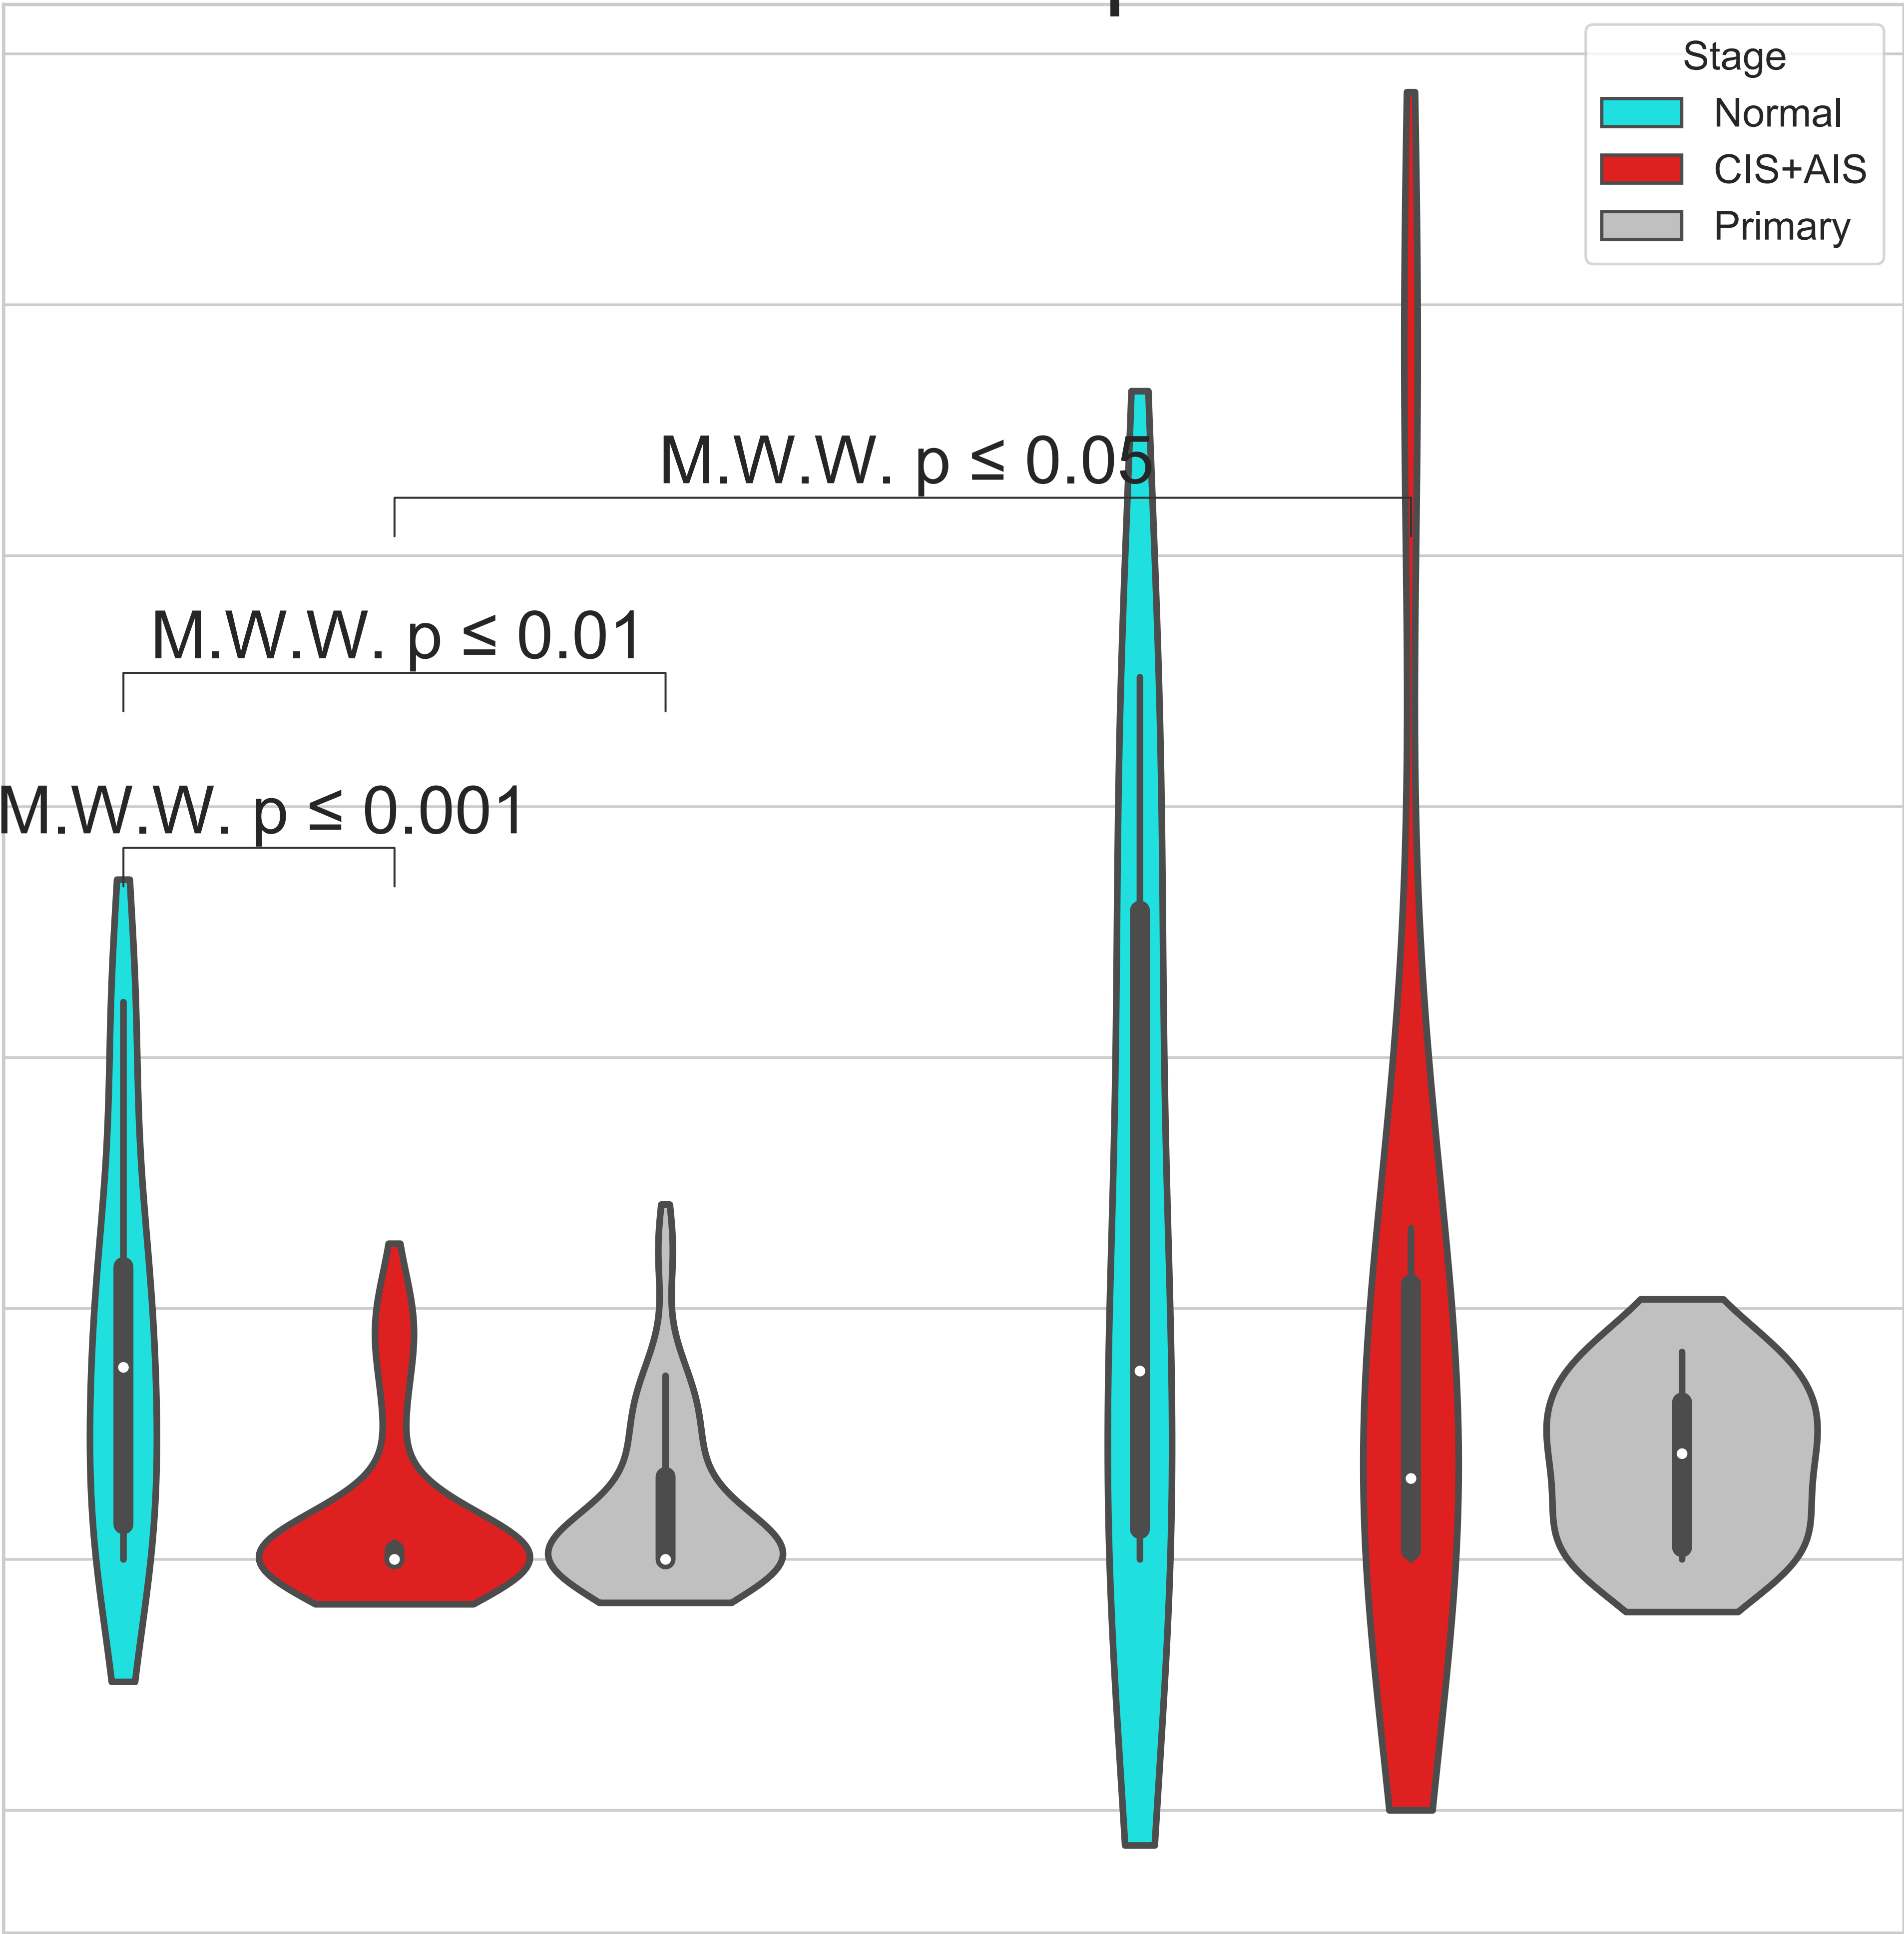 Stage
Normal
CIS+AIS
Primary
M.W.W. p ≤ 0.05
M.W.W. p ≤ 0.01
M.W.W. p ≤ 0.001